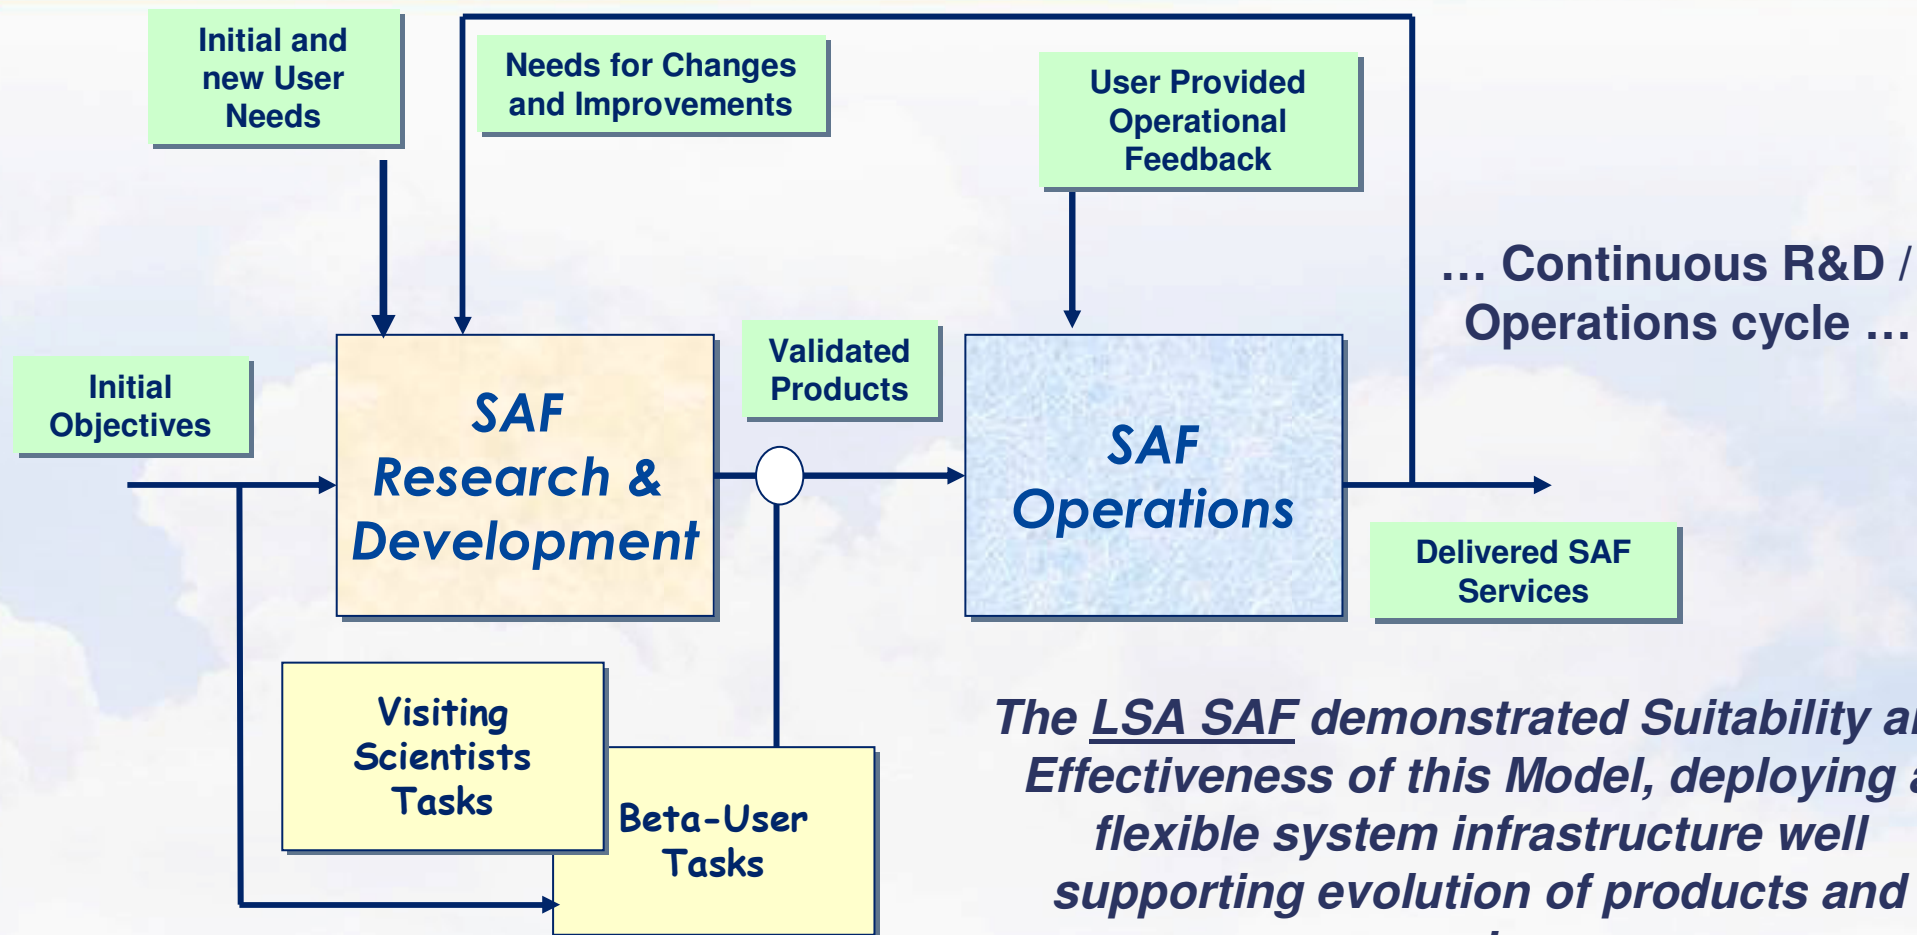 Initial and
new User
Needs
Needs for Changes
and Improvements
User Provided
Operational
Feedback
… Continuous R&D /
Operations cycle …
Initial
Objectives
SAF
Research &
Development
Validated
Products
SAF
Operations
Delivered SAF
Services
Visiting
Scientists
Tasks
Beta-User
Tasks
The LSA SAF demonstrated Suitability
Effectiveness of this Model, deploying
flexible system infrastructure well
supporting evolution of products and